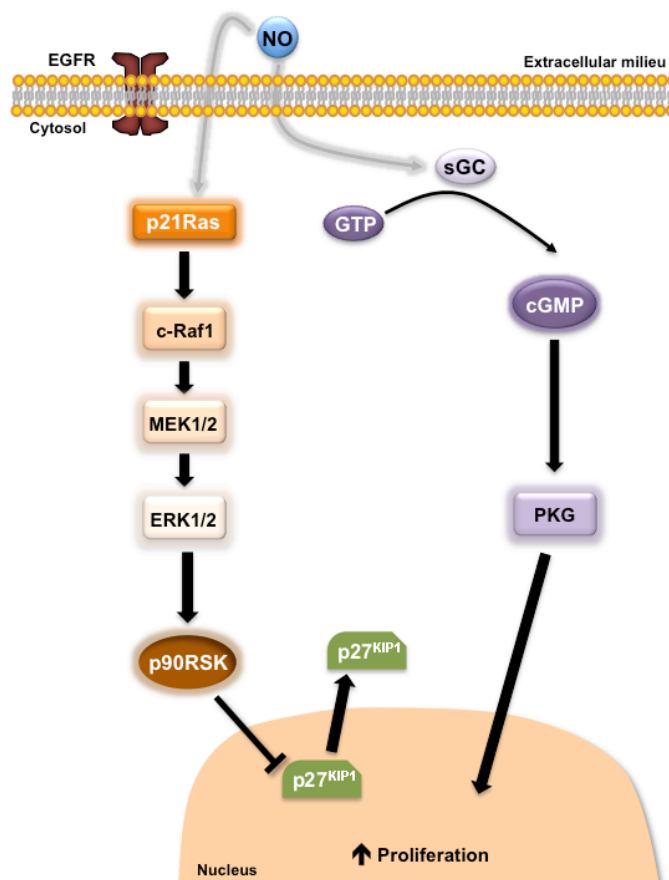 NO
EGFR
Extracellular milieu
Cytosol
sGC
p21Ras
GTP
cGMP
c-Raf1
MEK1/2
ERK1/2
PKG
p27KIP1
p90RSK
p27KIP1
Proliferation
Nucleus